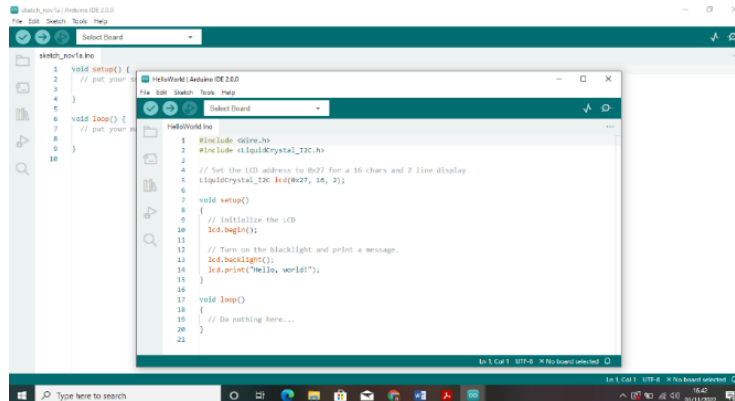 sketch_nov1a | Arduino IDE 2.0.0
File Edit Sketch Tools Help
Select Board
sketch_nov1a.ino
1 void setup() {
2 // put your s
3
4 }
5
6 void loop() {
7 // put your m
8
9 }
10
HelloWorld | Arduino IDE 2.0.0
File Edit Sketch Tools Help
Select Board
HelloWorld.ino
1 #include <Wire.h>
2 #include <LiquidCrystal_I2C.h>
3
4 // Set the LCD address to 0x27 for a 16 chars and 2 line display
5 LiquidCrystal_I2C lcd(0x27, 16, 2);
6
7 void setup()
8 {
9 // initialize the LCD
10 lcd.begin();
11
12 // Turn on the blacklight and print a message.
13 lcd.backlight();
14 lcd.print("Hello, world!");
15 }
16
17 void loop()
18 {
19 // Do nothing here...
20 }
21
Ln 1, Col 1 UTF-8 No board selected
Ln 1, Col 1 UTF-8 No board selected
Type here to search
16:42
01/11/2022